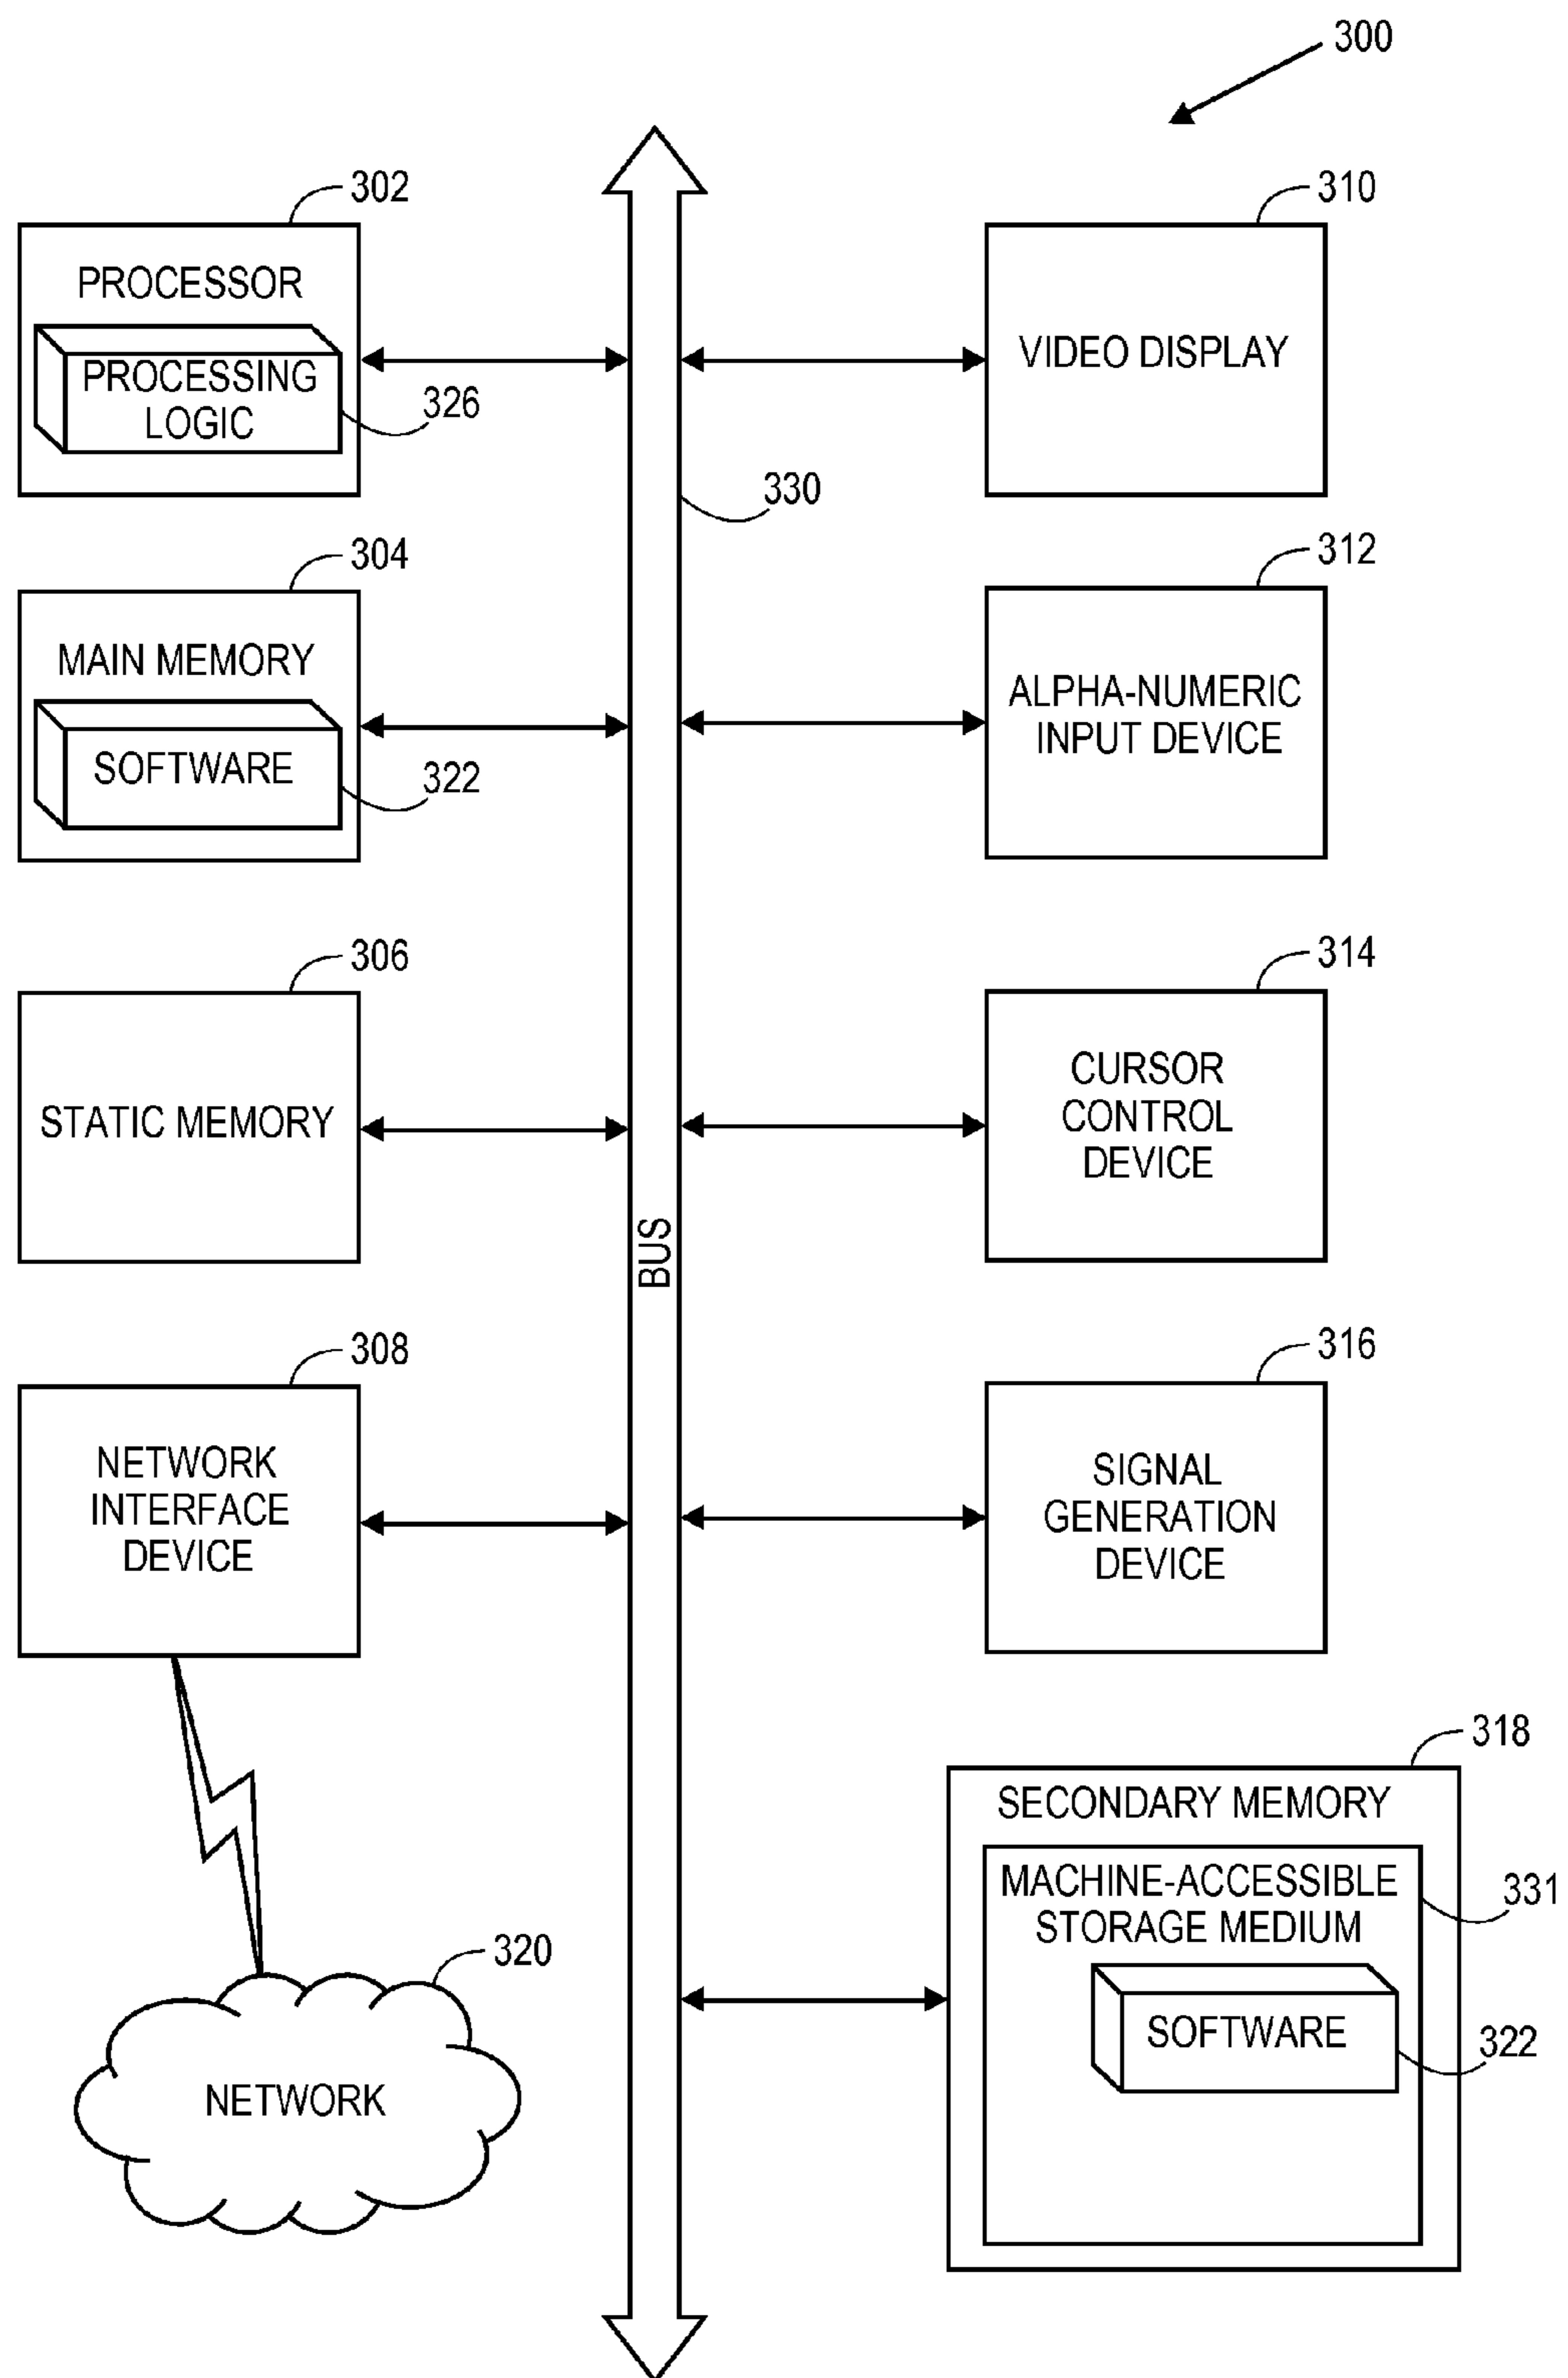 300
302
PROCESSOR
PROCESSING
LOGIC
326
310
VIDEO DISPLAY
330
304
MAIN MEMORY
SOFTWARE
322
312
ALPHA-NUMERIC
INPUT DEVICE
306
STATIC MEMORY
314
CURSOR
CONTROL
DEVICE
BUS
308
NETWORK
INTERFACE
DEVICE
316
SIGNAL
GENERATION
DEVICE
318
SECONDARY MEMORY
MACHINE-ACCESSIBLE
STORAGE MEDIUM
331
SOFTWARE
322
320
NETWORK